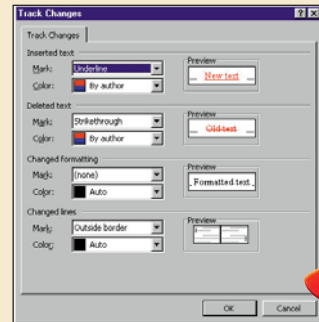 Track Changes
Track Changes
Inserted text
Mark: Underline
Color: By author
Preview
New text
Deleted text
Mark: Strikethrough
Color: By author
Preview
Old text
Changed formatting
Mark: (none)
Color: Auto
Preview
Formatted text
Changed lines
Mark: Outside border
Color: Auto
Preview
OK Cancel